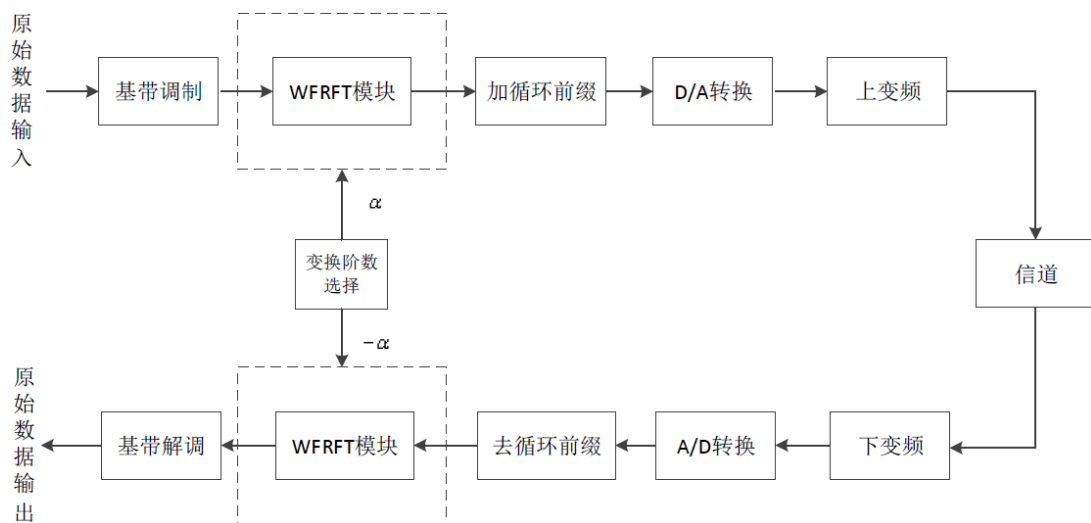 原始数据输入
基带调制
WFRFT模块
加循环前缀
D/A转换
上变频
α
变换阶数
选择
信道
-α
原始数据输出
基带解调
WFRFT模块
去循环前缀
A/D转换
下变频